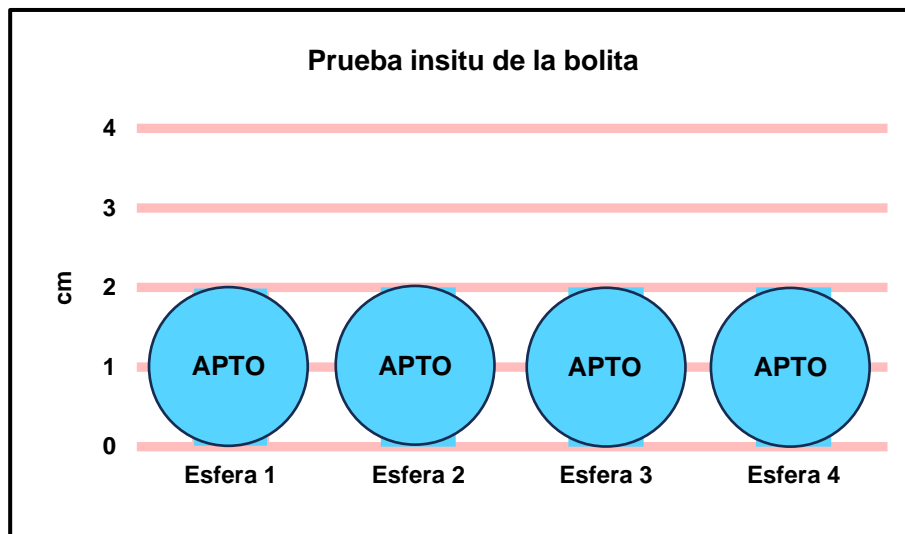 Prueba insitu de la bolita
4
3
2
1
0
cm
APTO APTO APTO APTO
Esfera 1 Esfera 2 Esfera 3 Esfera 4